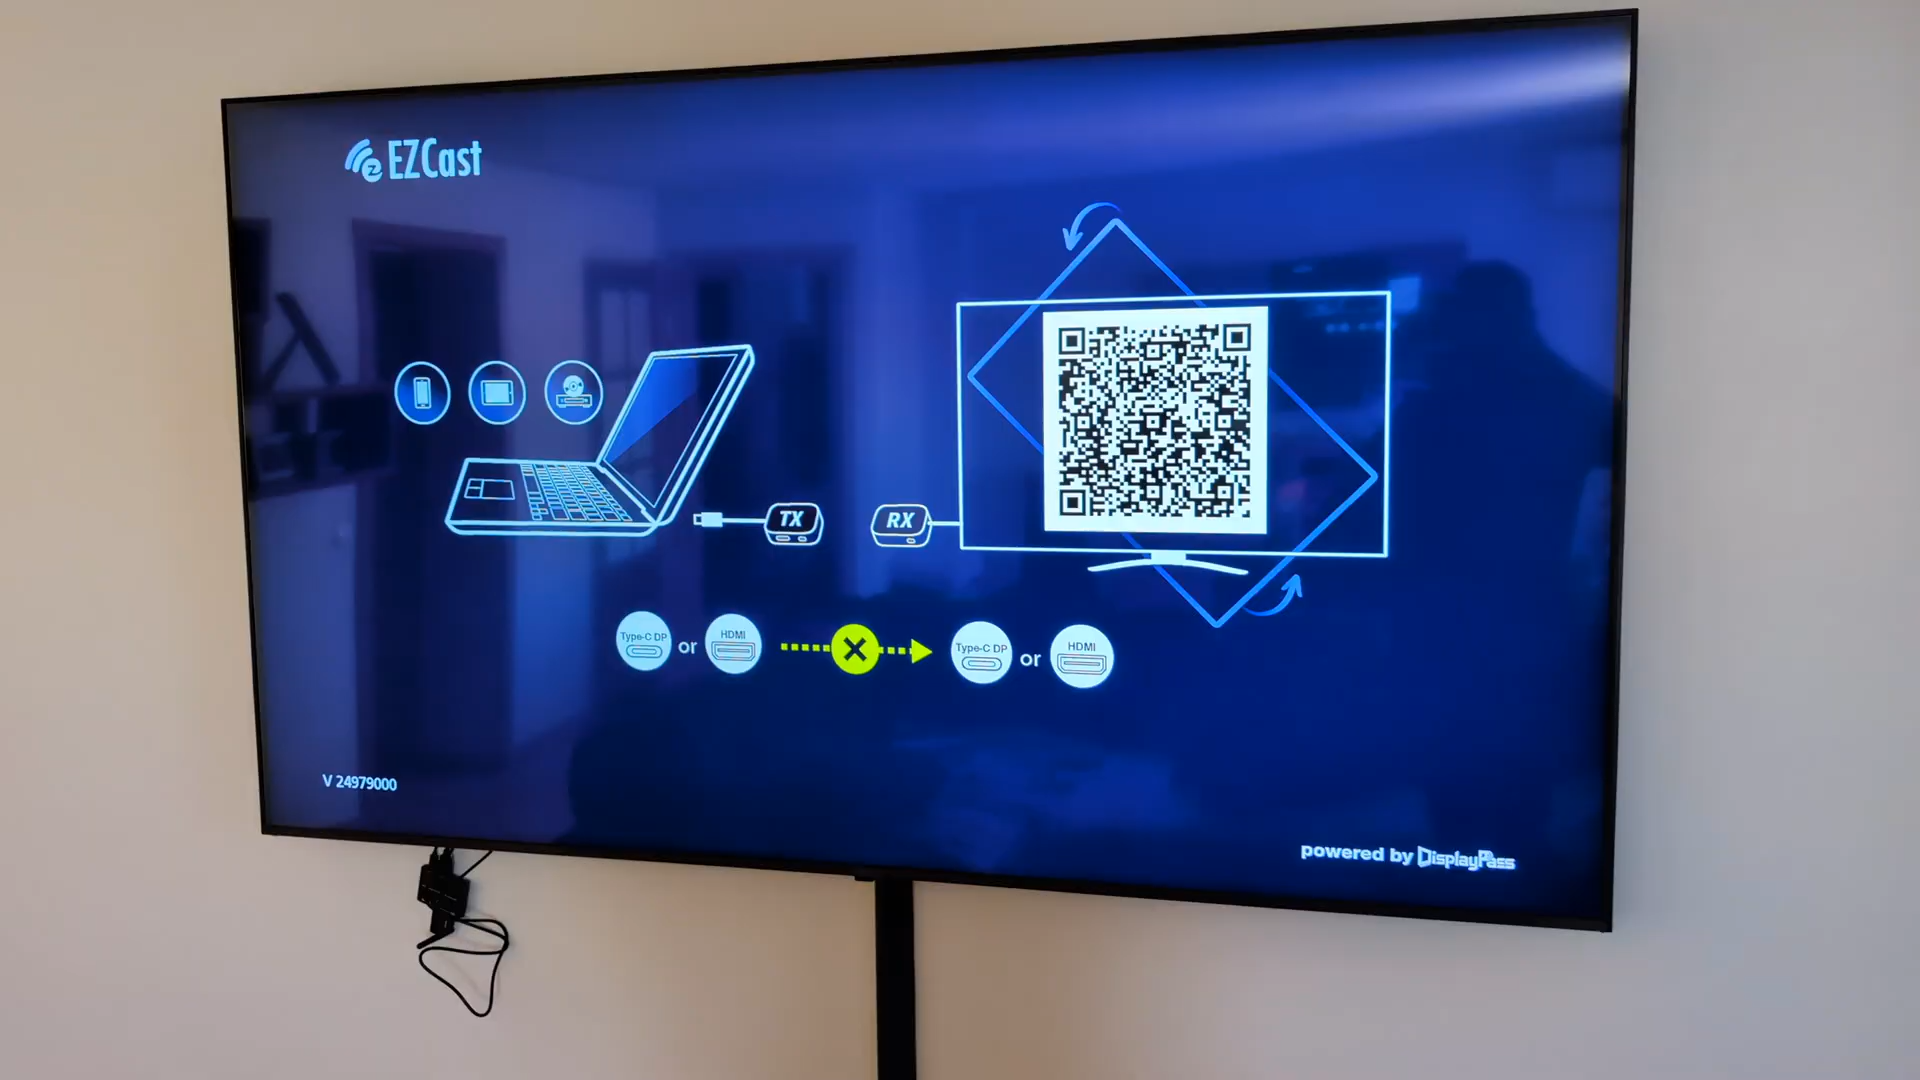 EZCast
TX
RX
Type-C DP or HDMI
Type-C DP or HDMI
V 24979000
powered by DisplayPass